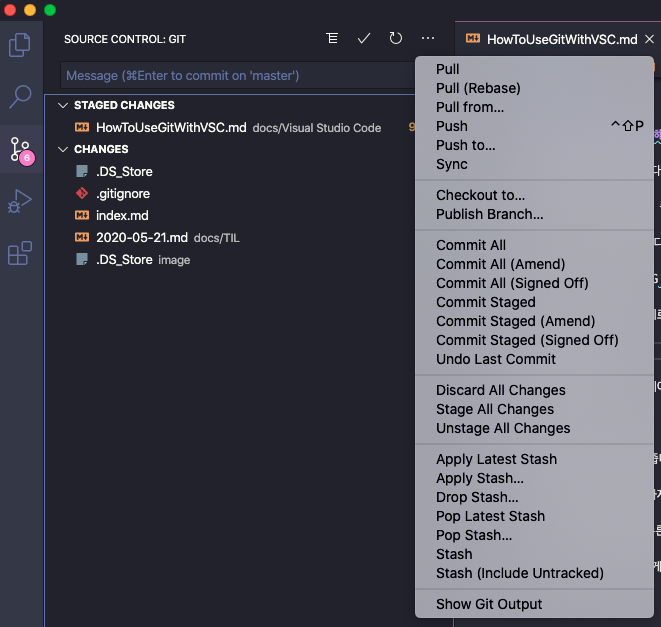 SOURCE CONTROL: GIT
HowToUseGitWithVSC.md
Message (⌘Enter to commit on 'master')
STAGED CHANGES
HowToUseGitWithVSC.md docs/Visual Studio Code
CHANGES
.DS_Store
.gitignore
index.md
2020-05-21.md docs/TIL
.DS_Store image
6
Pull
Pull (Rebase)
Pull from...
Push ^⇧P
Push to...
Sync
Checkout to...
Publish Branch...
Commit All
Commit All (Amend)
Commit All (Signed Off)
Commit Staged
Commit Staged (Amend)
Commit Staged (Signed Off)
Undo Last Commit
Discard All Changes
Stage All Changes
Unstage All Changes
Apply Latest Stash
Apply Stash...
Drop Stash...
Pop Latest Stash
Pop Stash...
Stash
Stash (Include Untracked)
Show Git Output